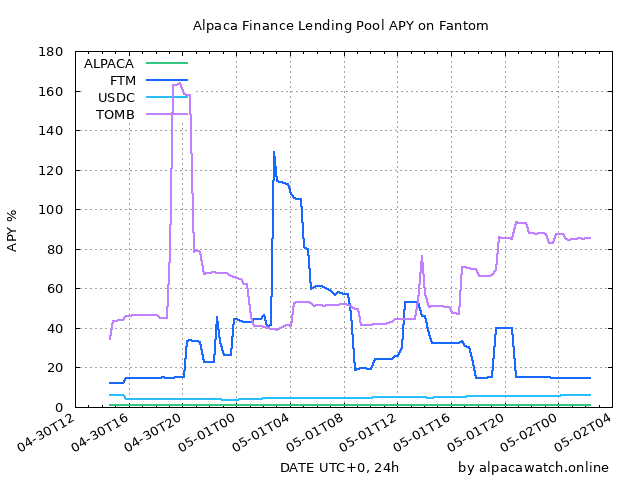 Alpaca Finance Lending Pool APY on Fantom
180
160
140
120
100
80
60
40
20
0
APY %
ALPACA
FTM
USDC
TOMB
04-30T12
04-30T16
04-30T20
05-01T00
05-01T04
05-01T08
05-01T12
05-01T16
05-01T20
05-02T00
05-02T04
DATE UTC+0, 24h
by alpacawatch.online